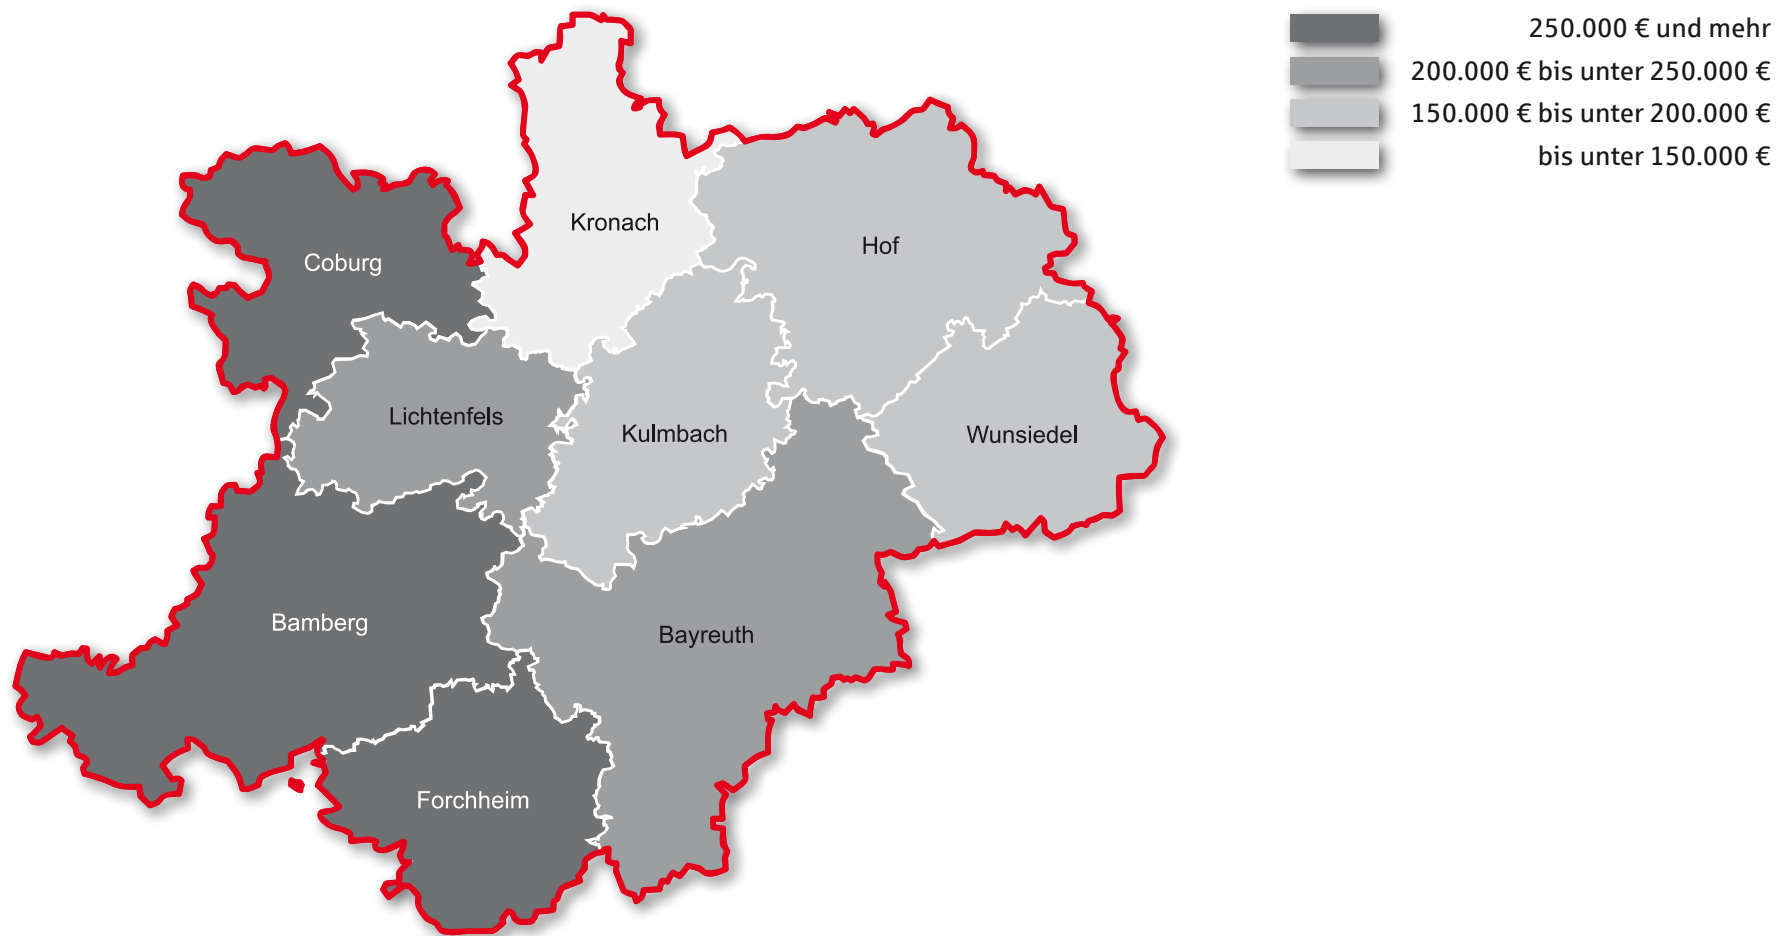 250.000 € und mehr
200.000 € bis unter 250.000 €
150.000 € bis unter 200.000 €
bis unter 150.000 €
Kronach
Hof
Coburg
Lichtenfels
Kulmbach
Wunsiedel
Bamberg
Bayreuth
Forchheim